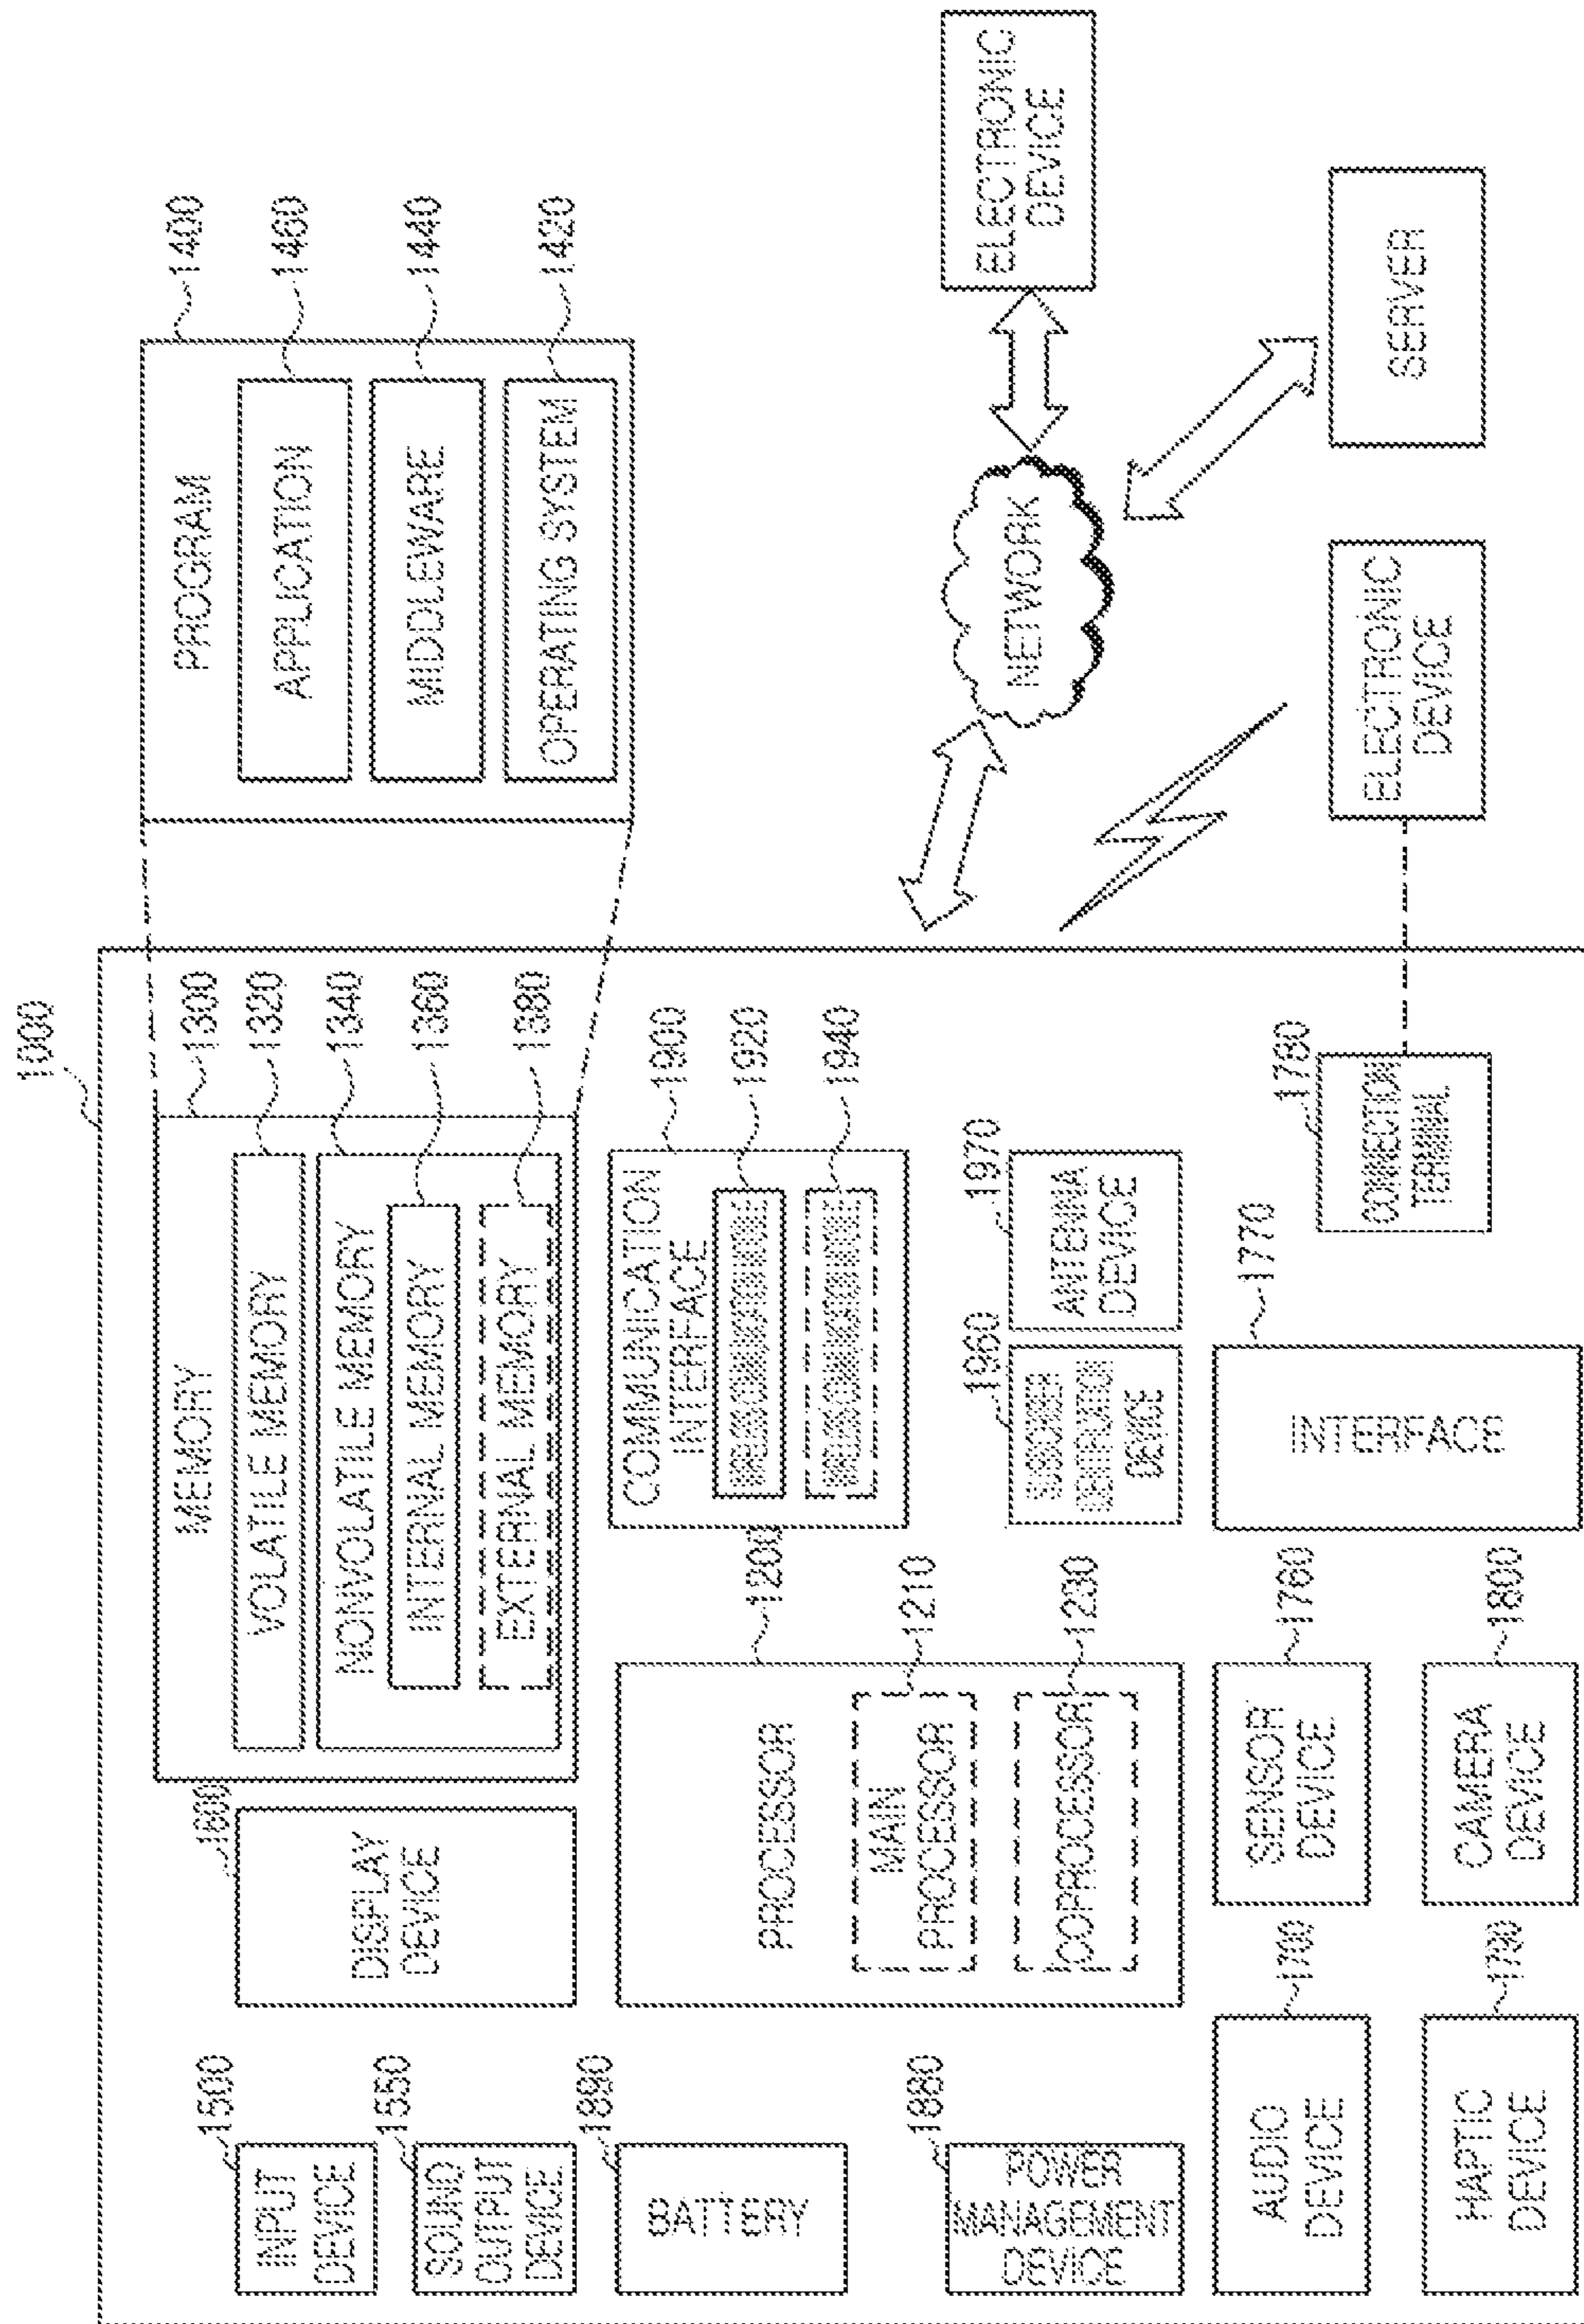 1000
1300
1320
1340
1360
1380
MEMORY
VOLATILE MEMORY
NONVOLATILE MEMORY
INTERNAL MEMORY
EXTERNAL MEMORY
1400
1460
1440
1420
PROGRAM
APPLICATION
MIDDLEWARE
OPERATING SYSTEM
1500
INPUT
DEVICE
1550
SOUND
OUTPUT
DEVICE
DISPLAY
DEVICE
1890
BATTERY
1880
POWER
MANAGEMENT
DEVICE
1200
PROCESSOR
1210
MAIN
PROCESSOR
1230
COPROCESSOR
1900
1920
1940
COMMUNICATION
INTERFACE
1960
SUBSCRIBER
IDENTIFICATION
DEVICE
1970
ANTENNA
DEVICE
1700
AUDIO
DEVICE
1760
SENSOR
DEVICE
1770
INTERFACE
1780
CONNECTION
TERMINAL
HAPTIC
DEVICE
1800
CAMERA
DEVICE
NETWORK
ELECTRONIC
DEVICE
ELECTRONIC
DEVICE
SERVER